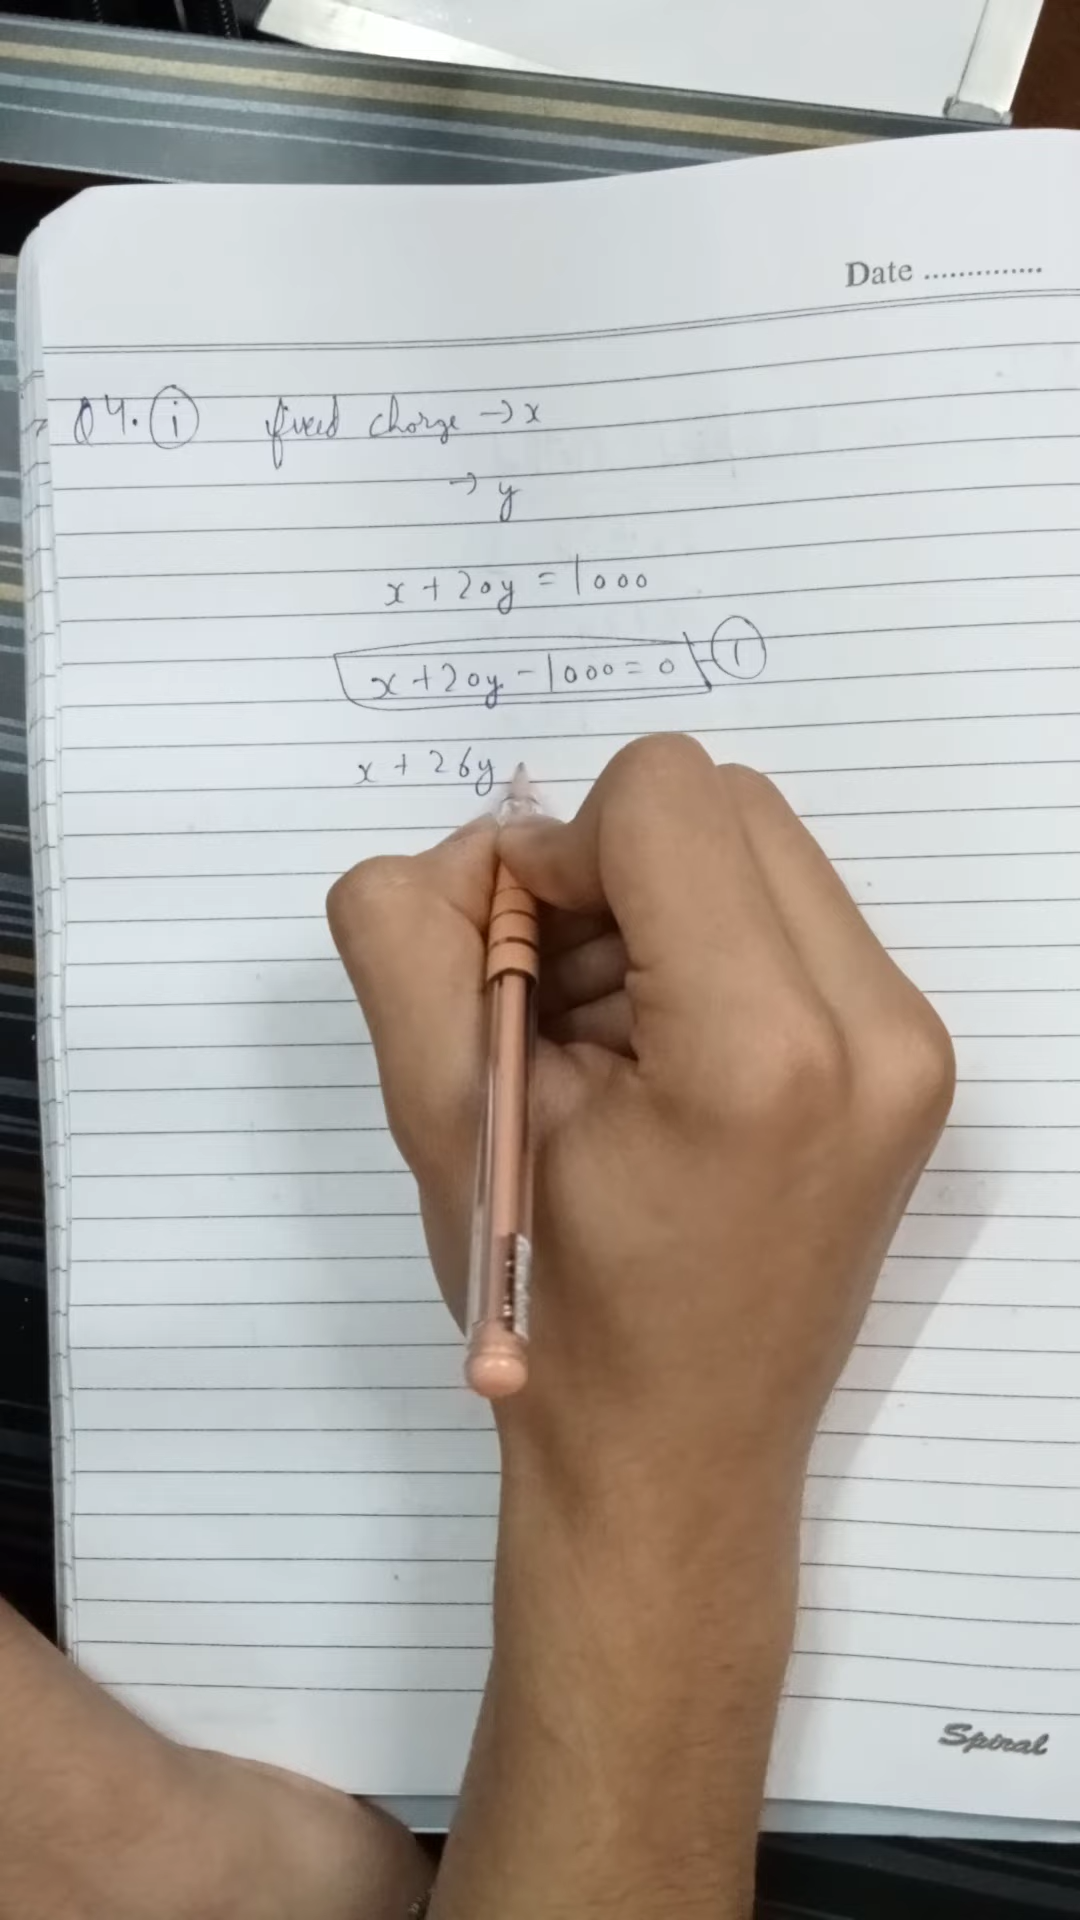 Date ..............
Q4. (i) fixed charge → x
→ y
x + 20y = 1000
x + 20y - 1000 = 0 - (1)
x + 26y
Spiral